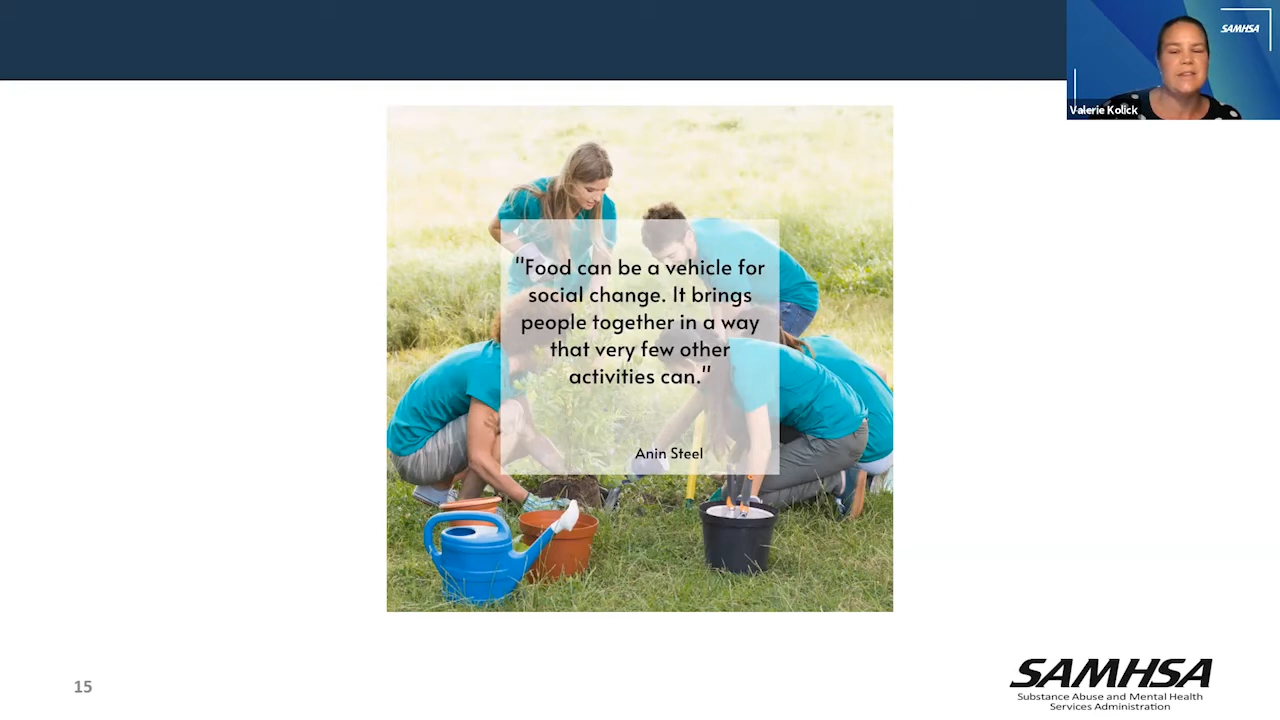 SAMHSA
Valerie Kolick
"Food can be a vehicle for
social change. It brings
people together in a way
that very few other
activities can."
Anin Steel
15
SAMHSA
Substance Abuse and Mental Health
Services Administration